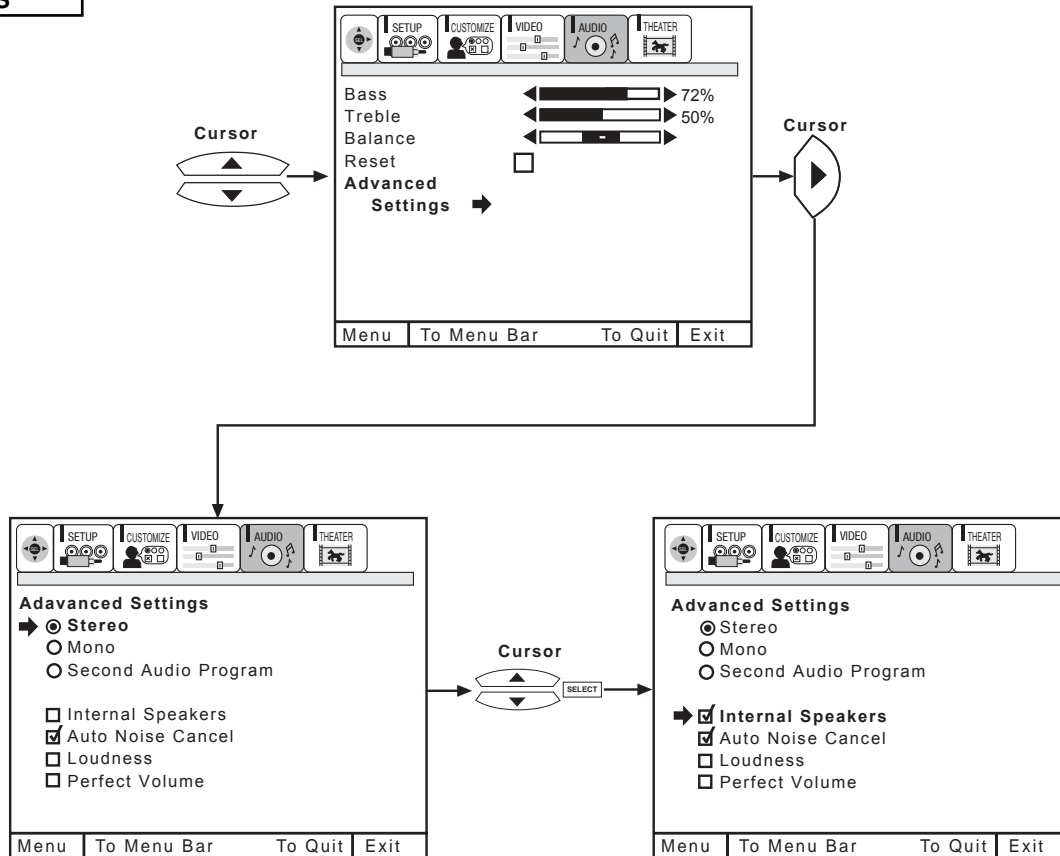 S
SEL SETUP CUSTOMIZE VIDEO AUDIO THEATER
Bass 72%
Treble 50%
Balance
Reset
Advanced
Settings
Menu To Menu Bar To Quit Exit
Cursor
Cursor
SEL SETUP CUSTOMIZE VIDEO AUDIO THEATER
Adavanced Settings
Stereo
Mono
Second Audio Program
Internal Speakers
Auto Noise Cancel
Loudness
Perfect Volume
Menu To Menu Bar To Quit Exit
Cursor
SELECT
SEL SETUP CUSTOMIZE VIDEO AUDIO THEATER
Advanced Settings
Stereo
Mono
Second Audio Program
Internal Speakers
Auto Noise Cancel
Loudness
Perfect Volume
Menu To Menu Bar To Quit Exit